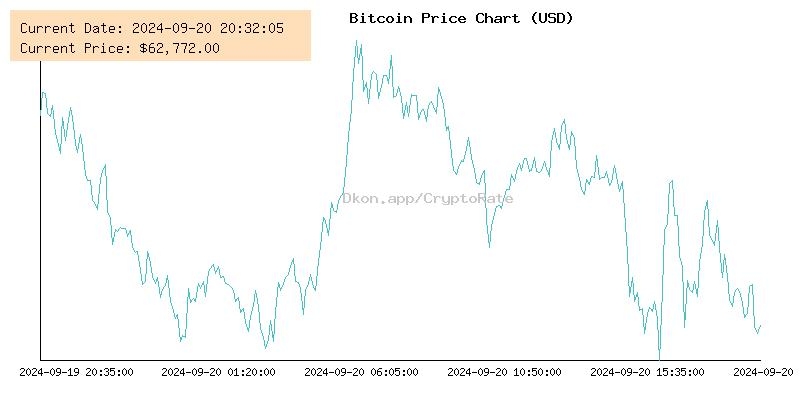 Bitcoin Price Chart (USD)
Current Date: 2024-09-20 20:32:05
Current Price: $62,772.00
Dkon.app/CryptoRate
2024-09-19 20:35:00 2024-09-20 01:20:00 2024-09-20 06:05:00 2024-09-20 10:50:00 2024-09-20 15:35:00 2024-09-20